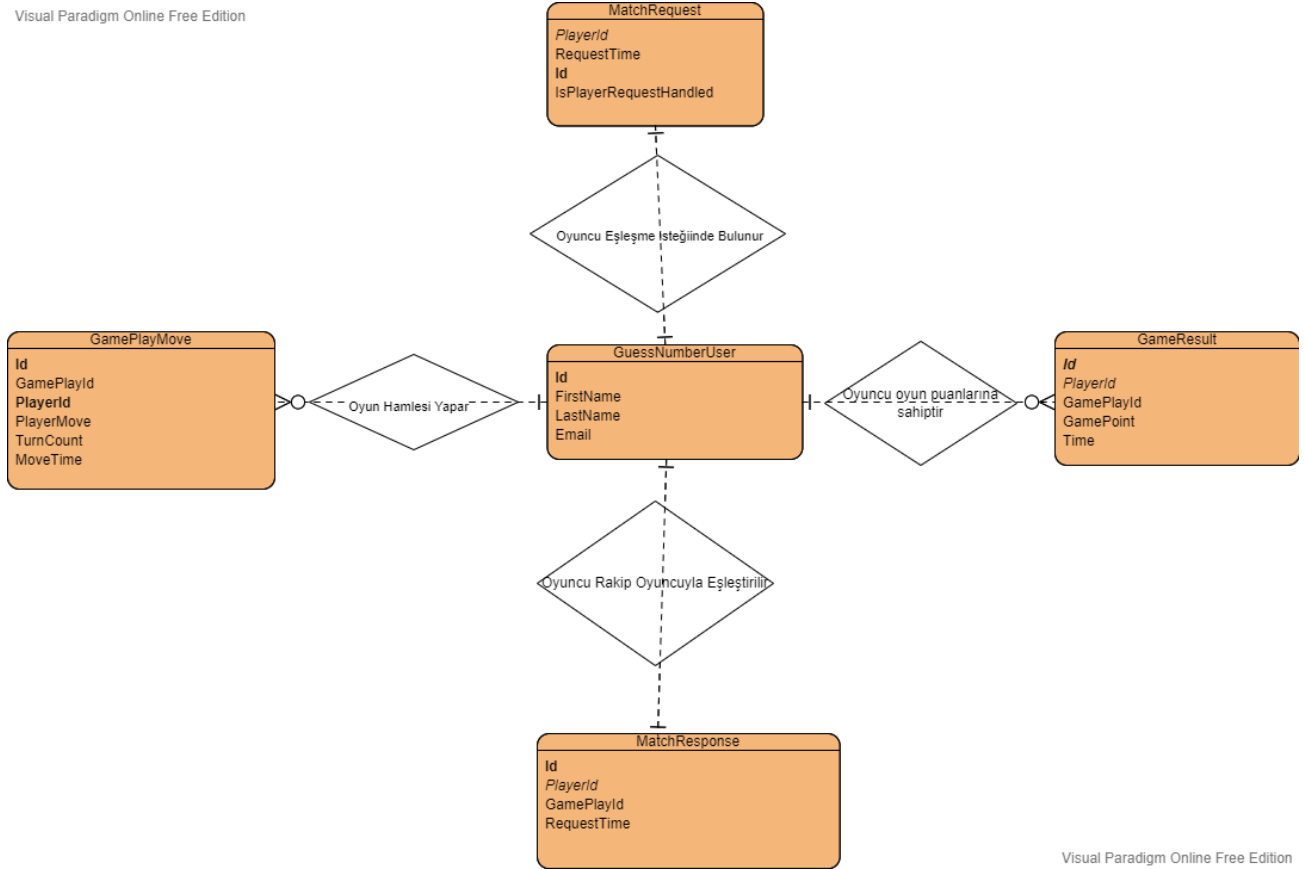 Visual Paradigm Online Free Edition
MatchRequest
PlayerId
RequestTime
Id
IsPlayerRequestHandled
Oyuncu Eşleşme Isteğiinde Bulunur
GamePlayMove
Id
GamePlayId
PlayerId
PlayerMove
TurnCount
MoveTime
Oyun Hamlesi Yapar
GuessNumberUser
Id
FirstName
LastName
Email
Oyuncu oyun puanlarına
sahiptir
GameResult
Id
PlayerId
GamePlayId
GamePoint
Time
Oyuncu Rakip Oyuncuyla Eşleştirilir
MatchResponse
Id
PlayerId
GamePlayId
RequestTime
Visual Paradigm Online Free Edition